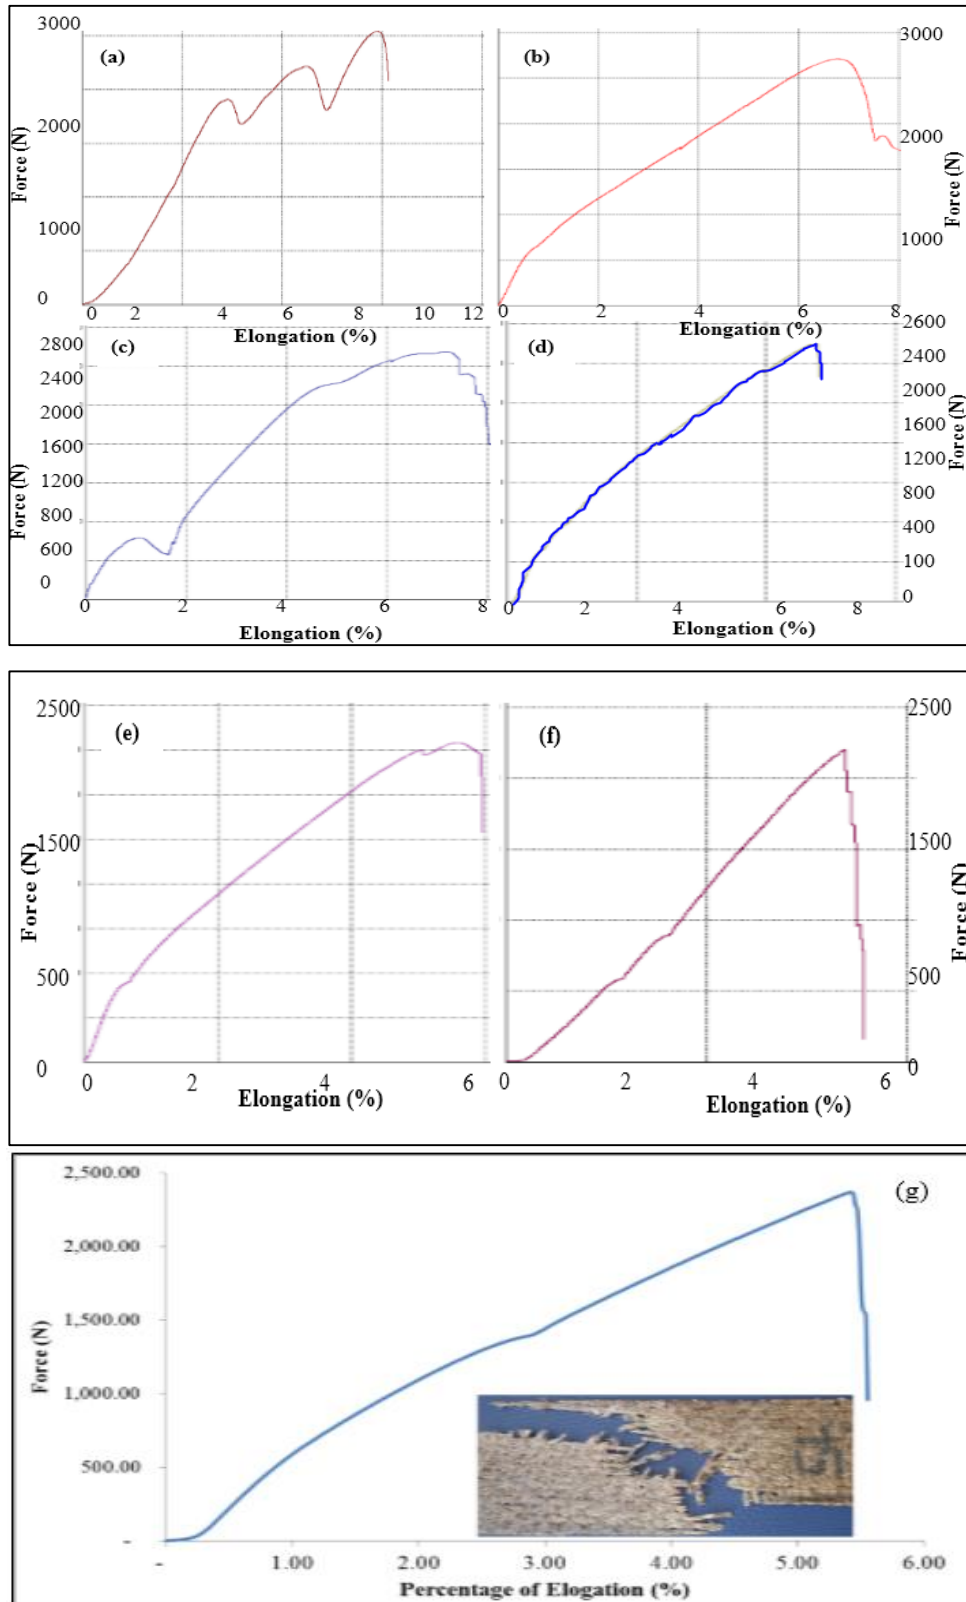 (a)
3000
2000
1000
0
Force (N)
0 2 4 6 8 10 12
Elongation (%)
(b)
3000
2000
1000
Force (N)
0 2 4 6 8
Elongation (%)
(c)
2800
2400
2000
1600
1200
800
600
0
Force (N)
0 2 4 6 8
Elongation (%)
(d)
2600
2400
2000
1600
1200
800
400
100
0
Force (N)
0 2 4 6 8
Elongation (%)
(e)
2500
1500
500
0
Force (N)
0 2 4 6
Elongation (%)
(f)
2500
1500
500
0
Force (N)
0 2 4 6
Elongation (%)
(g)
2,500.00
2,000.00
1,500.00
1,000.00
500.00
-
Force (N)
- 1.00 2.00 3.00 4.00 5.00 6.00
Percentage of Elogation (%)